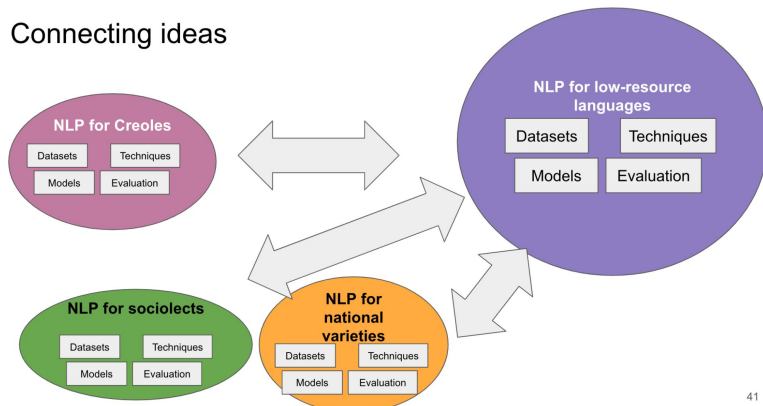 Connecting ideas
NLP for Creoles
Datasets
Techniques
Models
Evaluation
NLP for low-resource
languages
Datasets
Techniques
Models
Evaluation
NLP for sociolects
Datasets
Techniques
Models
Evaluation
NLP for
national
varieties
Datasets
Techniques
Models
Evaluation
41